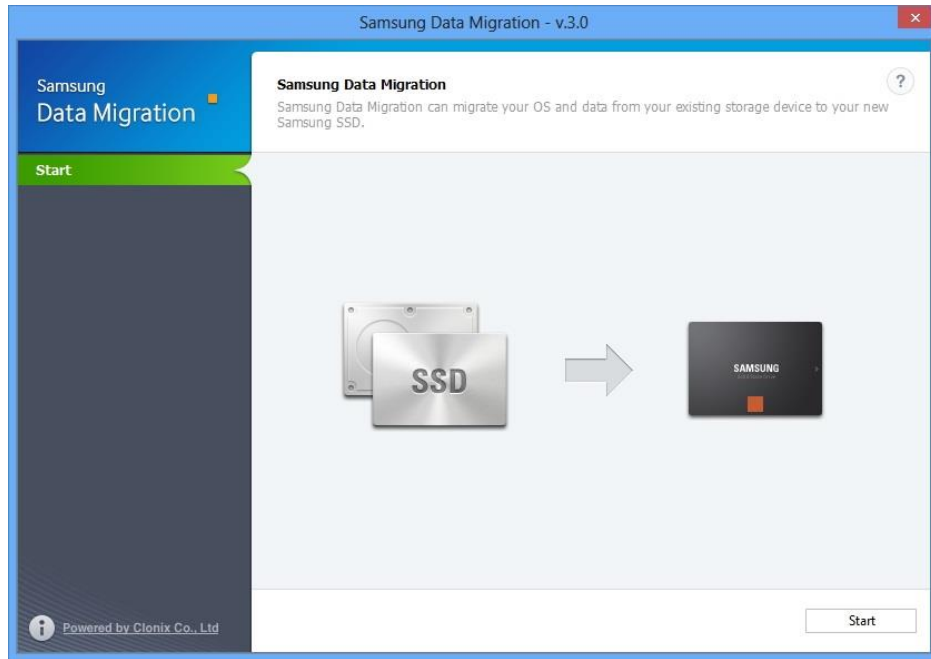 Samsung Data Migration - v.3.0
×
Samsung
Data Migration
Samsung Data Migration
?
Samsung Data Migration can migrate your OS and data from your existing storage device to your new
Samsung SSD.
Start
SSD
SAMSUNG
i
Powered by Clonix Co., Ltd
Start